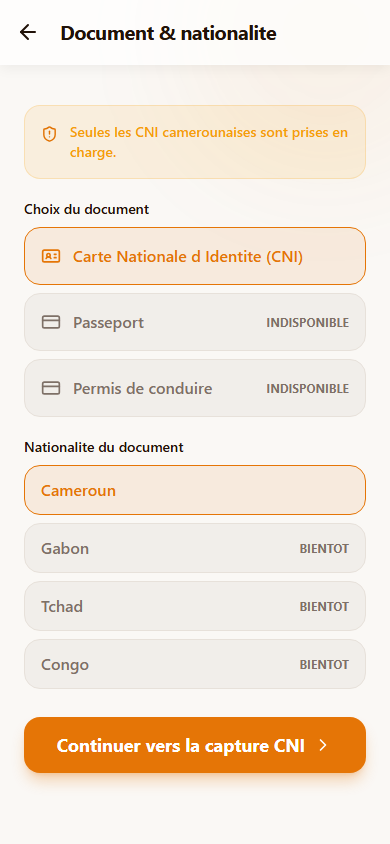 Document & nationalite
Seules les CNI camerounaises sont prises en
charge.
Choix du document
Carte Nationale d Identite (CNI)
Passeport INDISPONIBLE
Permis de conduire INDISPONIBLE
Nationalite du document
Cameroun
Gabon BIENTOT
Tchad BIENTOT
Congo BIENTOT
Continuer vers la capture CNI